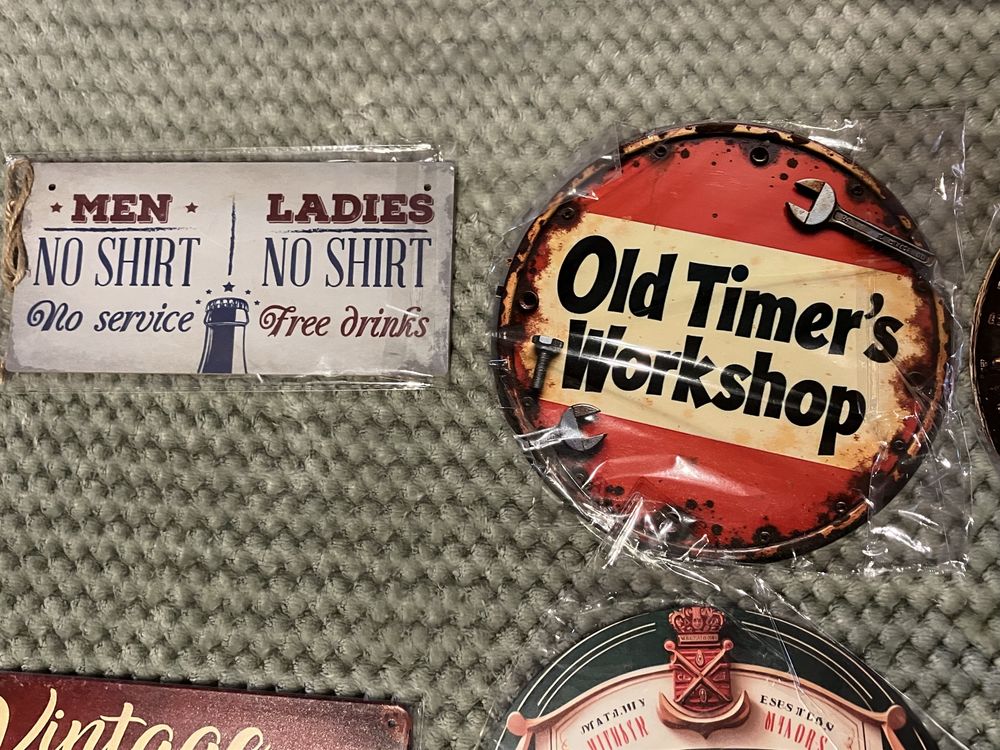 MEN
NO SHIRT
No service
LADIES
NO SHIRT
Free drinks
Old Timer's
Workshop
Vintage